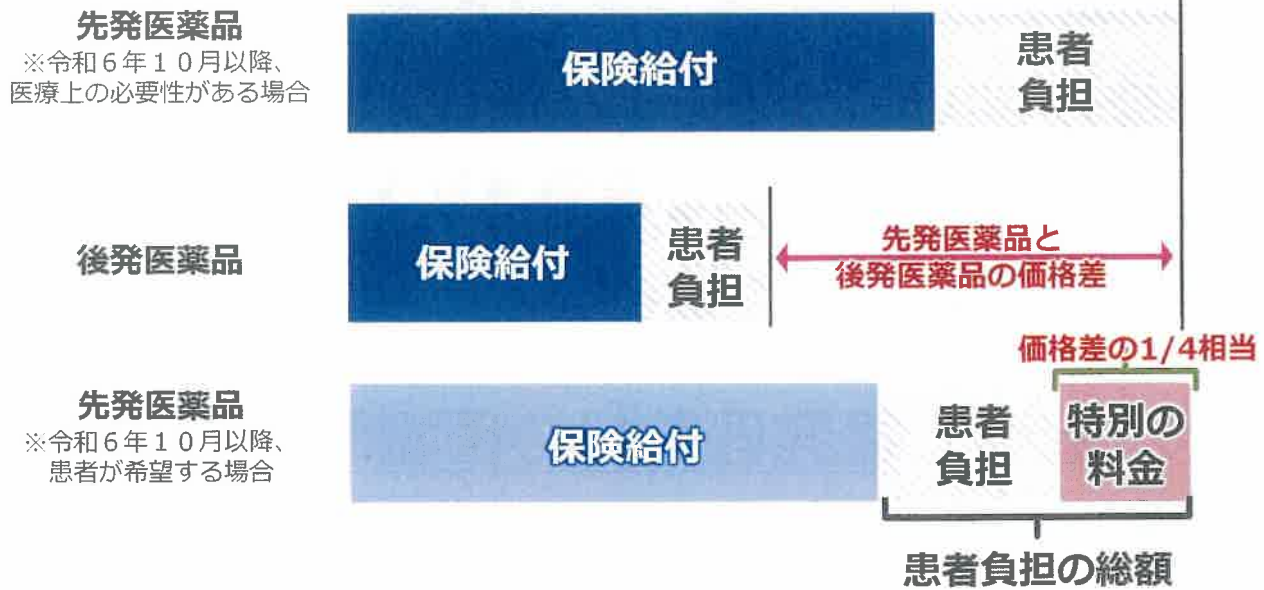 先発医薬品
※令和６年１０月以降、
医療上の必要性がある場合
保険給付
患者
負担
後発医薬品
保険給付
患者
負担
先発医薬品と
後発医薬品の価格差
価格差の1/4相当
先発医薬品
※令和６年１０月以降、
患者が希望する場合
保険給付
患者
負担
特別の
料金
患者負担の総額